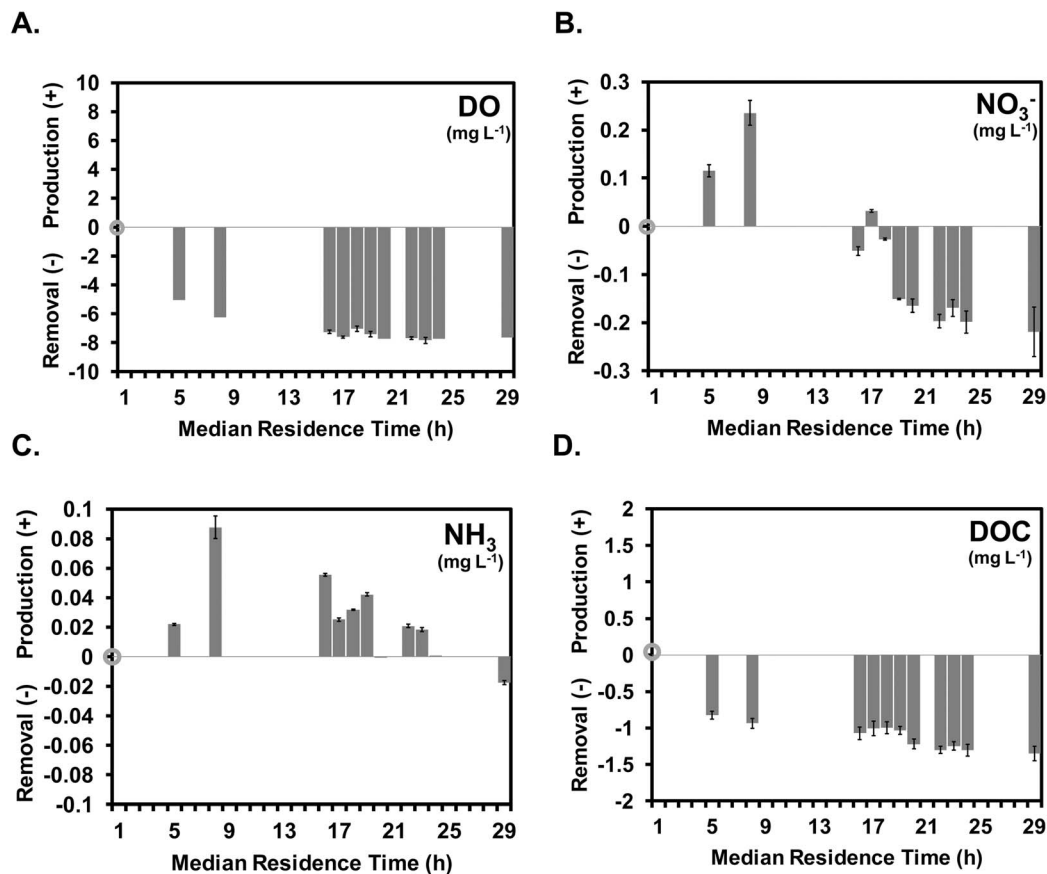 A.
Production (+)
Removal (-)
10
8
6
4
2
0
-2
-4
-6
-8
-10
DO
(mg L-1)
1 5 9 13 17 21 25 29
Median Residence Time (h)
B.
Production (+)
Removal (-)
0.3
0.2
0.1
0
-0.1
-0.2
-0.3
NO3-
(mg L-1)
1 5 9 13 17 21 25 29
Median Residence Time (h)
C.
Production (+)
Removal (-)
0.1
0.08
0.06
0.04
0.02
0
-0.02
-0.04
-0.06
-0.08
-0.1
NH3
(mg L-1)
1 5 9 13 17 21 25 29
Median Residence Time (h)
D.
Production (+)
Removal (-)
2
1.5
1
0.5
0
-0.5
-1
-1.5
-2
DOC
(mg L-1)
1 5 9 13 17 21 25 29
Median Residence Time (h)